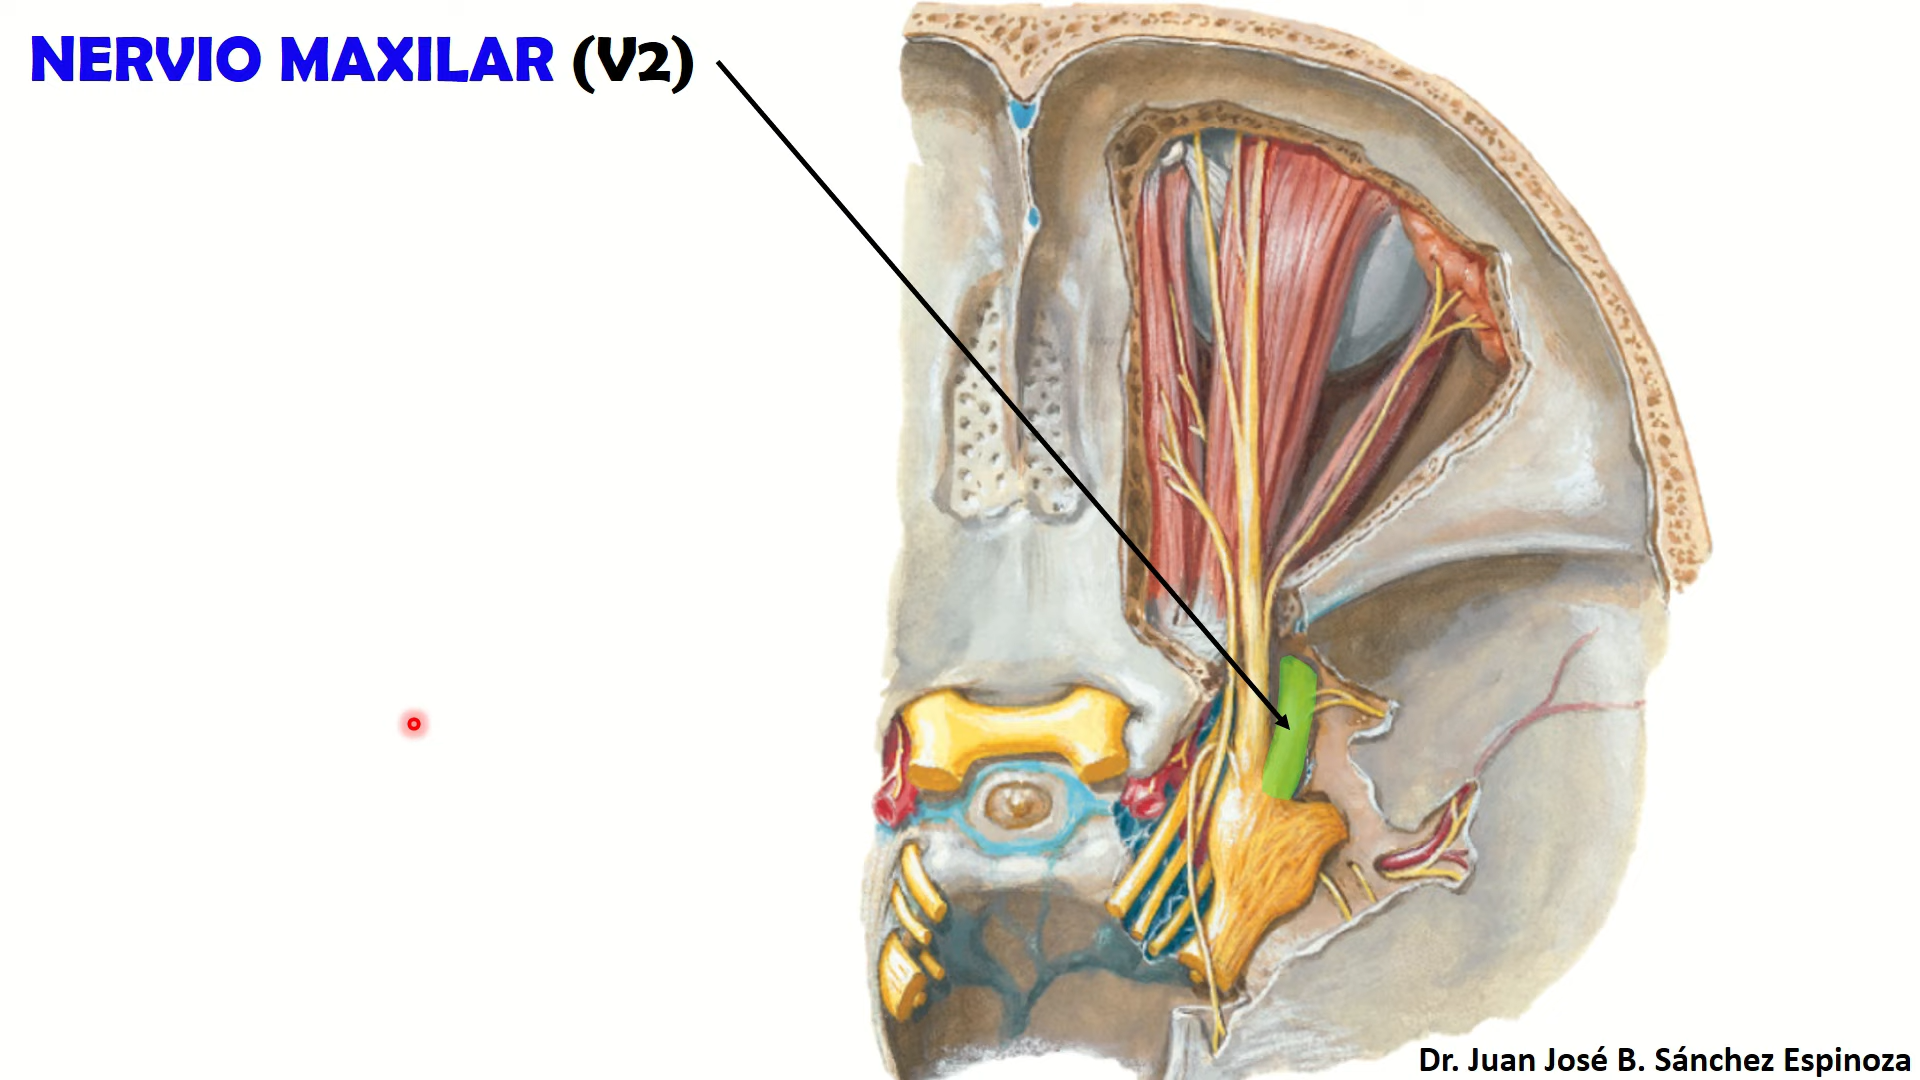 NERVIO MAXILAR (V2)
Dr. Juan José B. Sánchez Espinoza